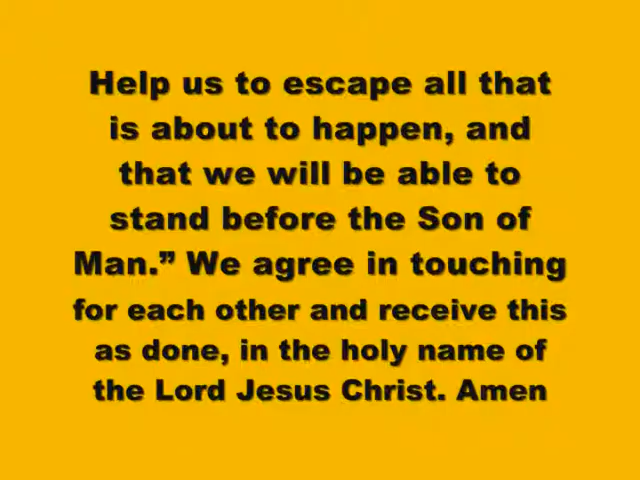 Help us to escape all that
is about to happen, and
that we will be able to
stand before the Son of
Man.” We agree in touching
for each other and receive this
as done, in the holy name of
the Lord Jesus Christ. Amen